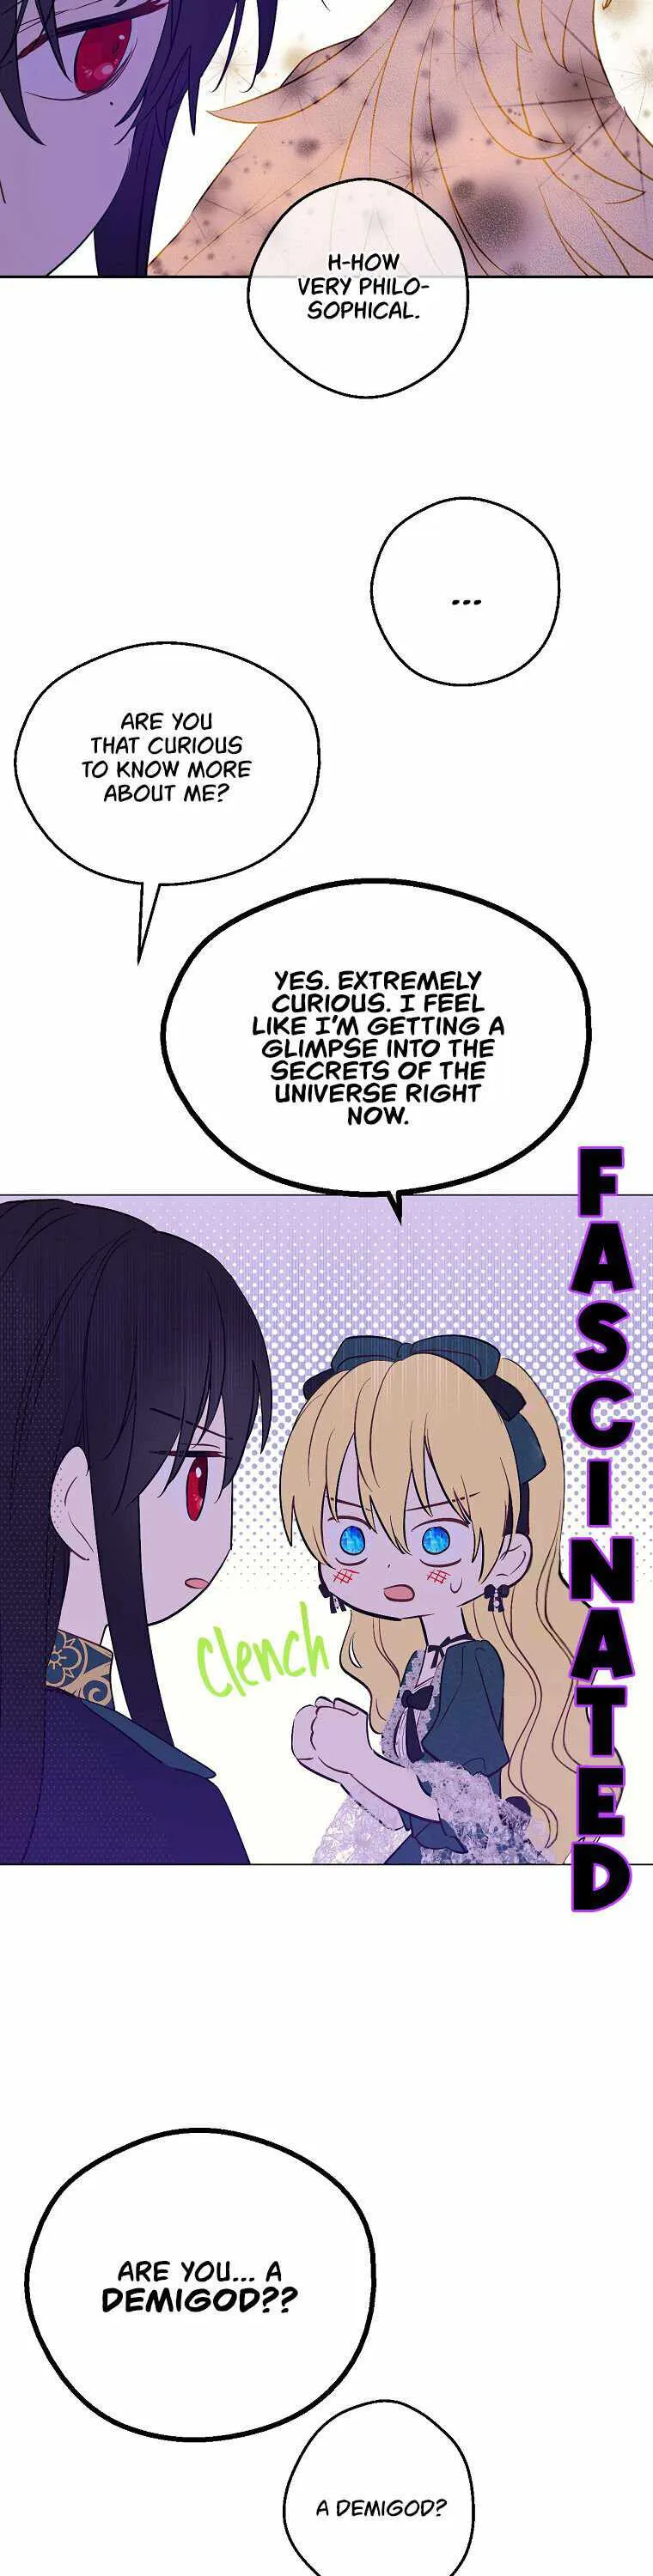 H-HOW
VERY PHILO-
SOPHICAL.
...
ARE YOU
THAT CURIOUS
TO KNOW MORE
ABOUT ME?
YES. EXTREMELY
CURIOUS. I FEEL
LIKE I'M GETTING A
GLIMPSE INTO THE
SECRETS OF THE
UNIVERSE RIGHT
NOW.
FASCINATED
Clench
ARE YOU... A
DEMIGOD??
A DEMIGOD?